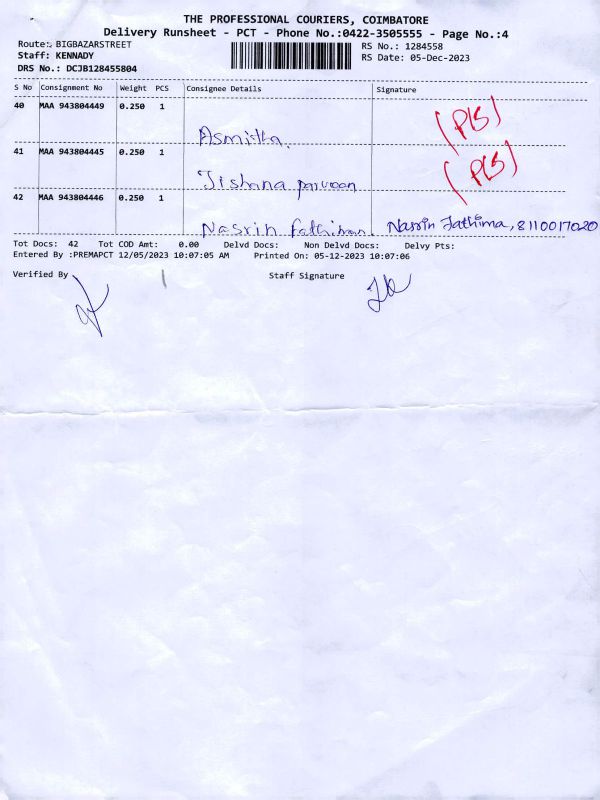 THE PROFESSIONAL COURIERS, COIMBATORE
Delivery Runsheet - PCT - Phone No.:0422-3505555 - Page No.:4
Route: BIGBAZARSTREET
RS No.: 1284558
Staff: KENNADY
RS Date: 05-Dec-2023
DRS No.: DCJB128455804
S No Consignment No Weight PCS Consignee Details Signature
40 MAA 943804449 0.250 1
Asmitha. (P/S)
41 MAA 943804445 0.250 1
Jishana parveen (P/S)
42 MAA 943804446 0.250 1
Nasrin fathima. Nasrin Fathima, 8110017020
Tot Docs: 42 Tot COD Amt: 0.00 Delvd Docs: Non Delvd Docs: Delvy Pts:
Entered By :PREMAPCT 12/05/2023 10:07:05 AM Printed On: 05-12-2023 10:07:06
Verified By Staff Signature